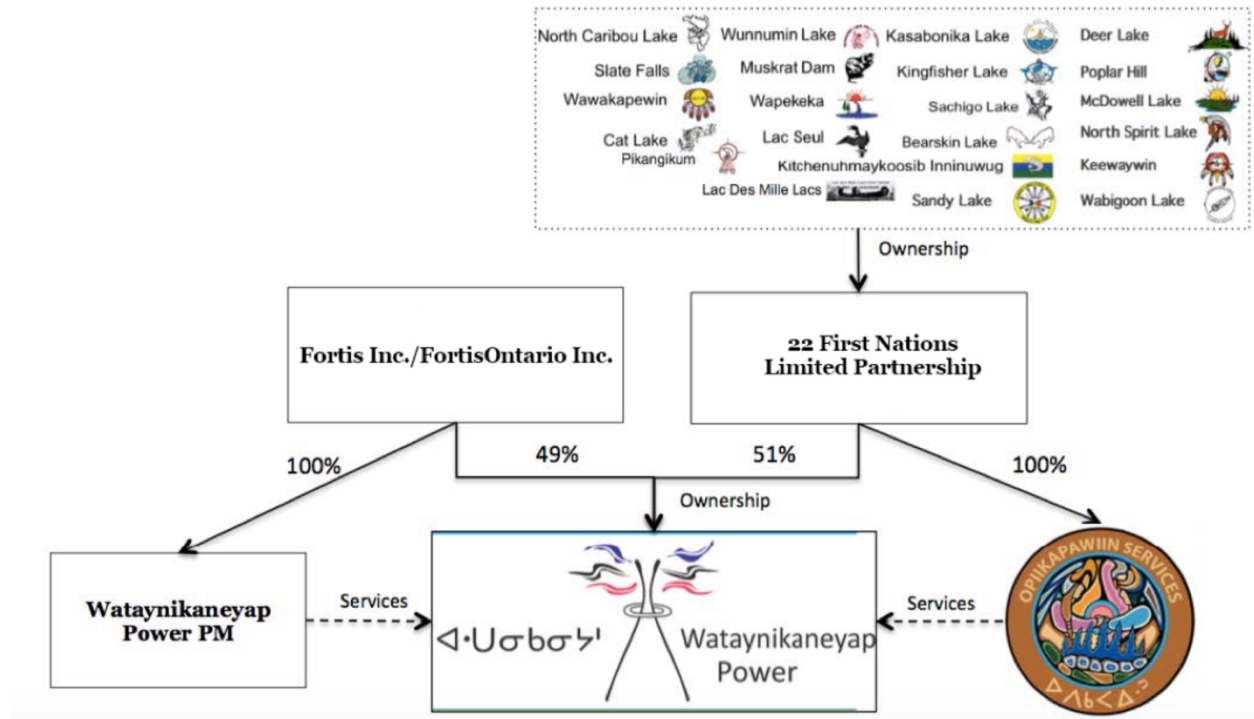 North Caribou Lake Wunnumin Lake Kasabonika Lake Deer Lake
Slate Falls Muskrat Dam Kingfisher Lake Poplar Hill
Wawakapewin Wapekeka Sachigo Lake McDowell Lake
Cat Lake Lac Seul Bearskin Lake North Spirit Lake
Pikangikum Kitchenuhmaykoosib Inninuwug Keewaywin
Lac Des Mille Lacs Sandy Lake Wabigoon Lake
Ownership
Fortis Inc./FortisOntario Inc.
22 First Nations
Limited Partnership
100% 49% 51% 100%
Ownership
Wataynikaneyap
Power PM
Services
ᐊᐧᑌᓂᑲᓂᔭᑊ
Wataynikaneyap
Power
Services
OPIIKAPAWIIN SERVICES